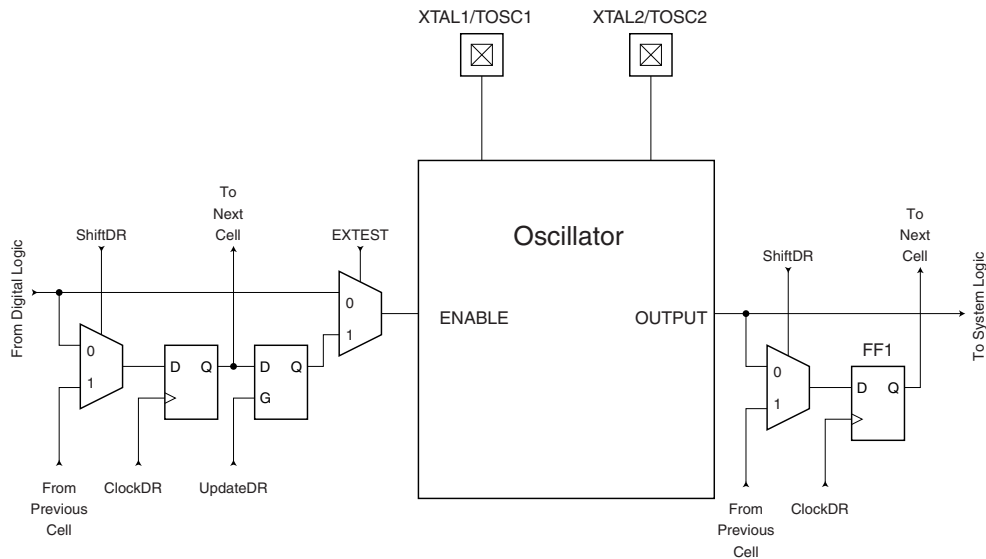 XTAL1/TOSC1
XTAL2/TOSC2
To
Next
Cell
ShiftDR
EXTEST
From Digital Logic
0
1
D
Q
D
Q
G
0
1
From
Previous
Cell
ClockDR
UpdateDR
Oscillator
ENABLE
OUTPUT
To
Next
Cell
ShiftDR
To System Logic
FF1
0
1
D
Q
From
Previous
Cell
ClockDR